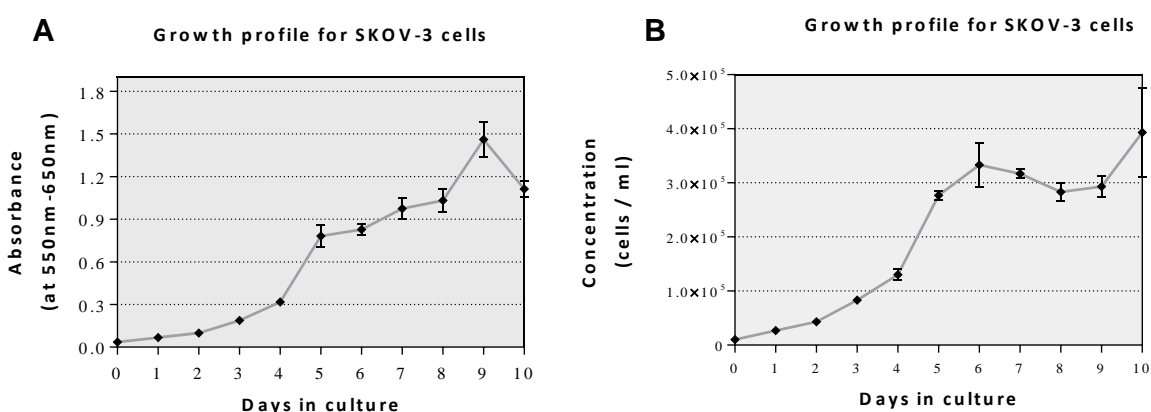 A
Growth profile for SKOV-3 cells
Absorbance
(at 550nm-650nm)
1.8
1.5
1.2
0.9
0.6
0.3
0.0
0 1 2 3 4 5 6 7 8 9 10
Days in culture
B
Growth profile for SKOV-3 cells
Concentration
(cells / ml)
5.0×10⁵
4.0×10⁵
3.0×10⁵
2.0×10⁵
1.0×10⁵
0
0 1 2 3 4 5 6 7 8 9 10
Days in culture